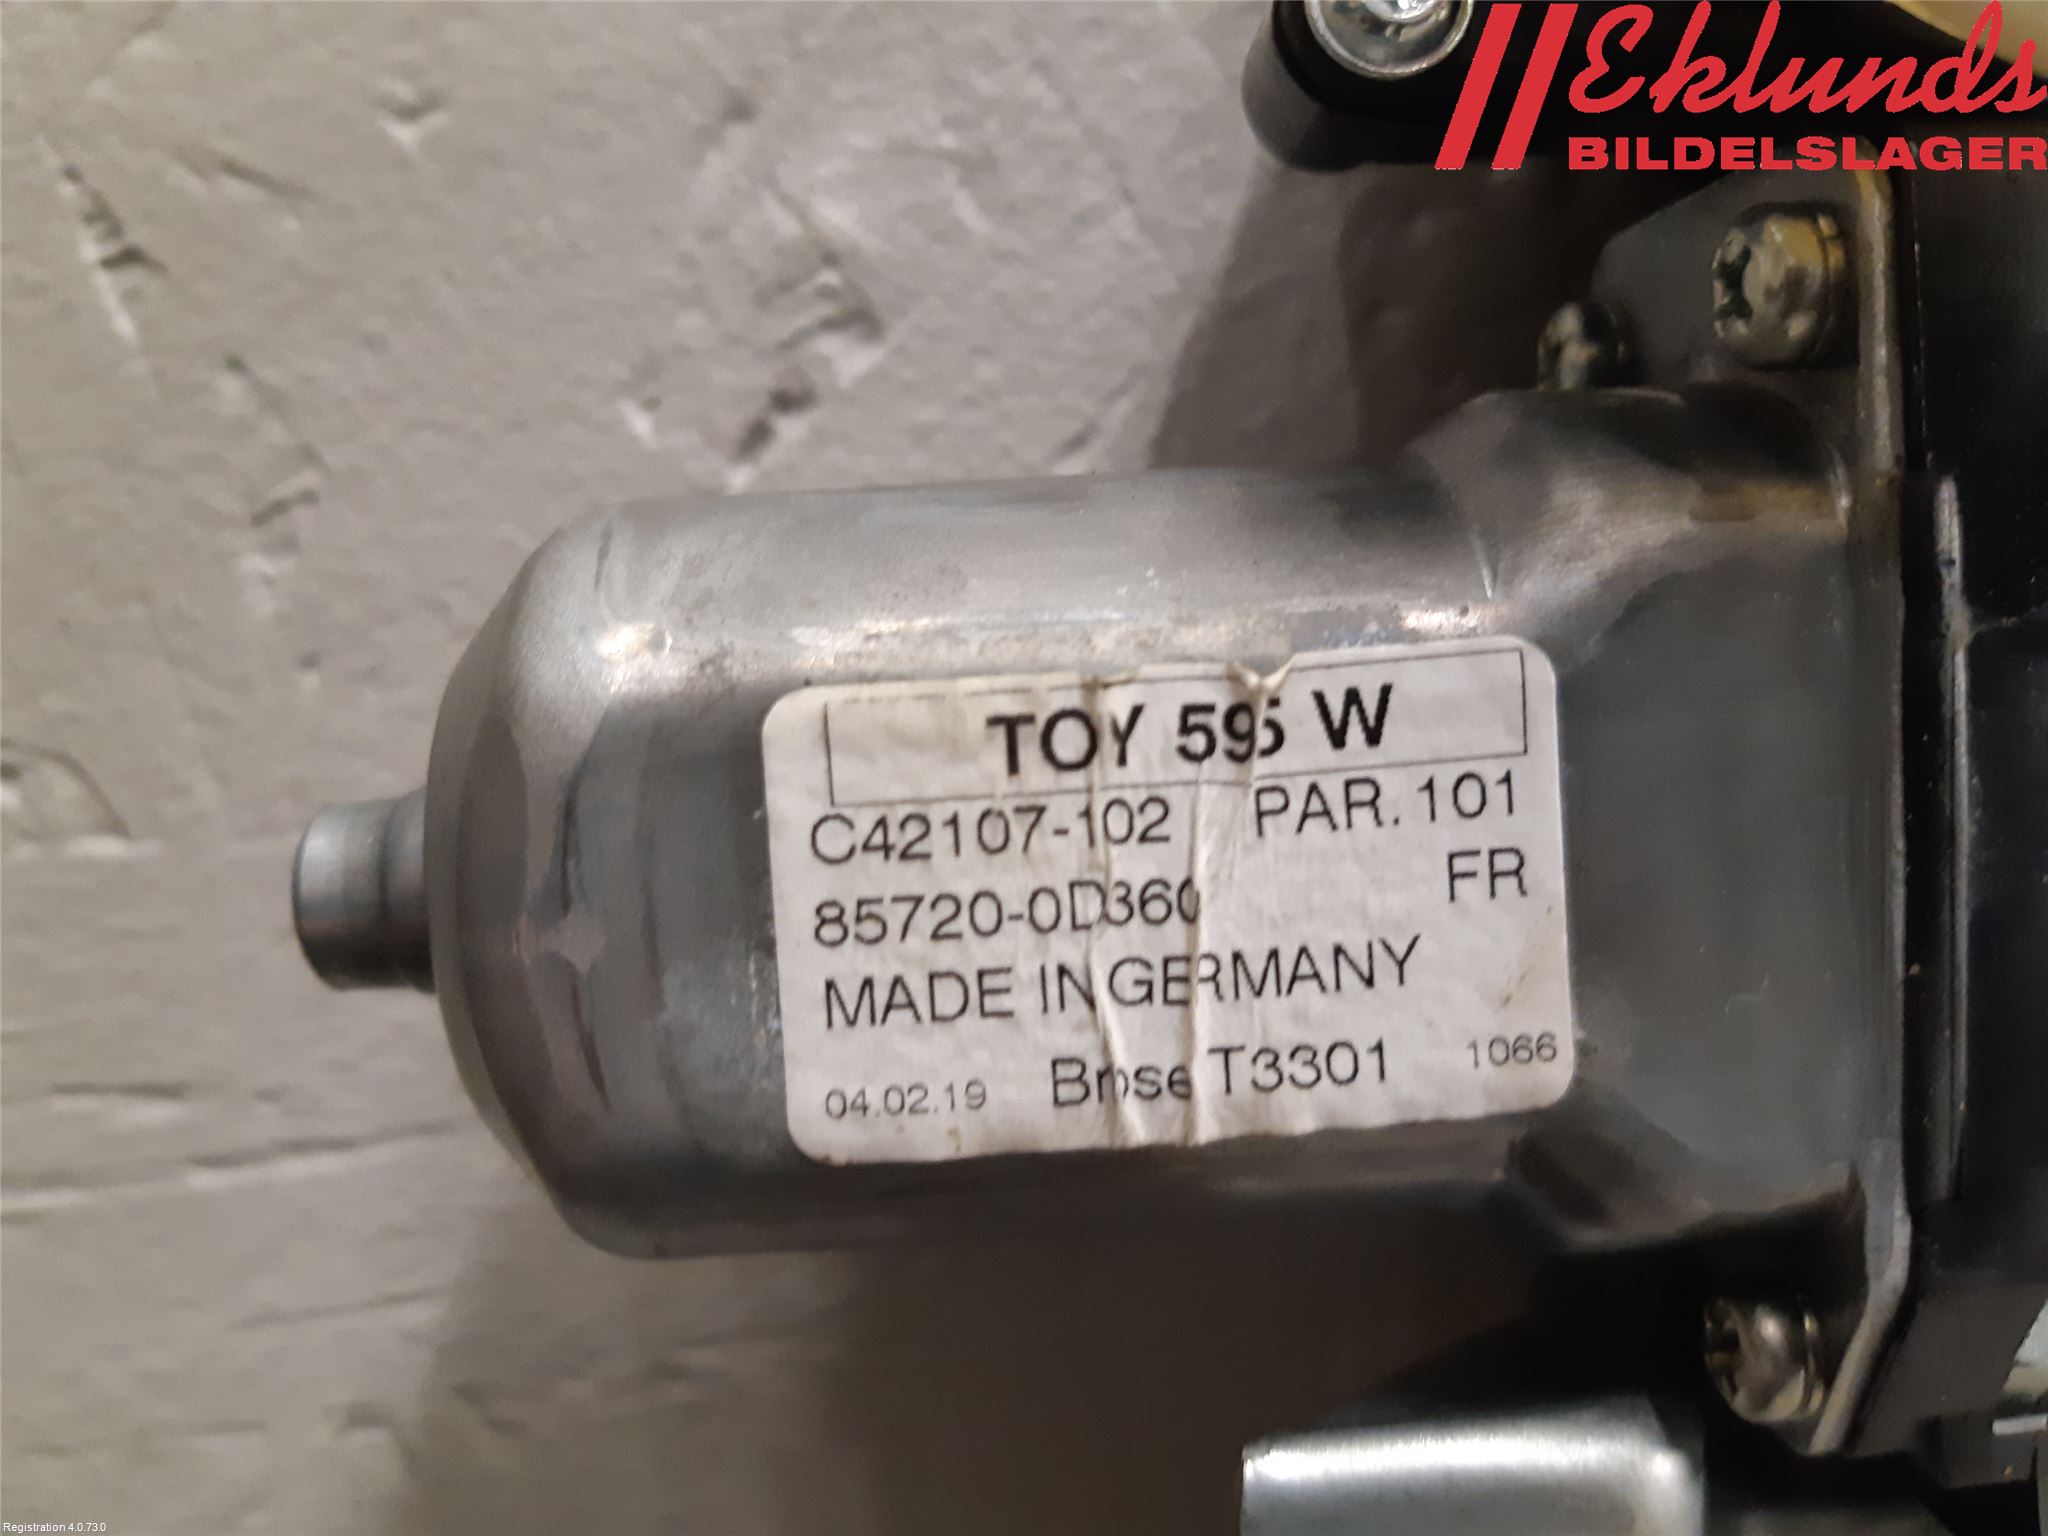 Eklunds
BILDELSLAGER
TOY 595 W
C42107-102 PAR. 101
85720-0D360 FR
MADE IN GERMANY
04.02.19 Brose T3301 1066
Registration 4.0.73.0